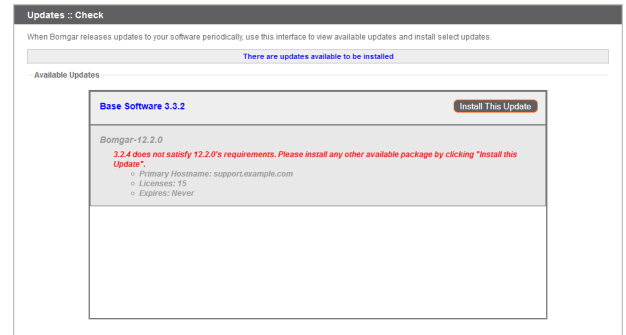 Updates :: Check
When Bomgar releases updates to your software periodically, use this interface to view available updates and install select updates.
There are updates available to be installed
Available Updates
Base Software 3.3.2
Install This Update
Bomgar-12.2.0
3.2.4 does not satisfy 12.2.0's requirements. Please install any other available package by clicking "Install this
Update".
Primary Hostname: support.example.com
Licenses: 15
Expires: Never